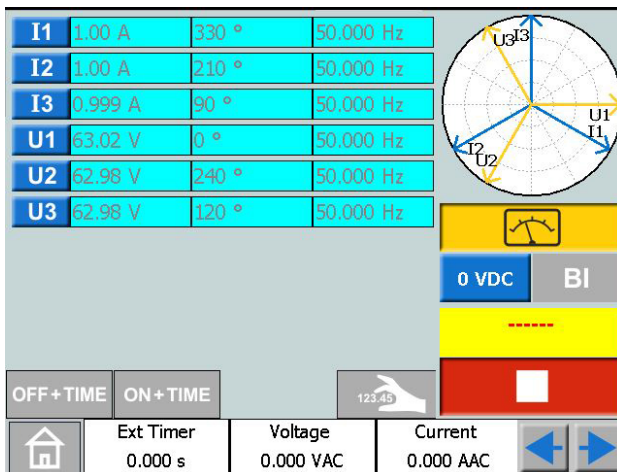 I1 1.00 A 330 ° 50.000 Hz
I2 1.00 A 210 ° 50.000 Hz
I3 0.999 A 90 ° 50.000 Hz
U1 63.02 V 0 ° 50.000 Hz
U2 62.98 V 240 ° 50.000 Hz
U3 62.98 V 120 ° 50.000 Hz
U3 I3
U1
I1
I2
U2
0 VDC BI
------
OFF+TIME ON+TIME 123.45
Ext Timer Voltage Current
0.000 s 0.000 VAC 0.000 AAC